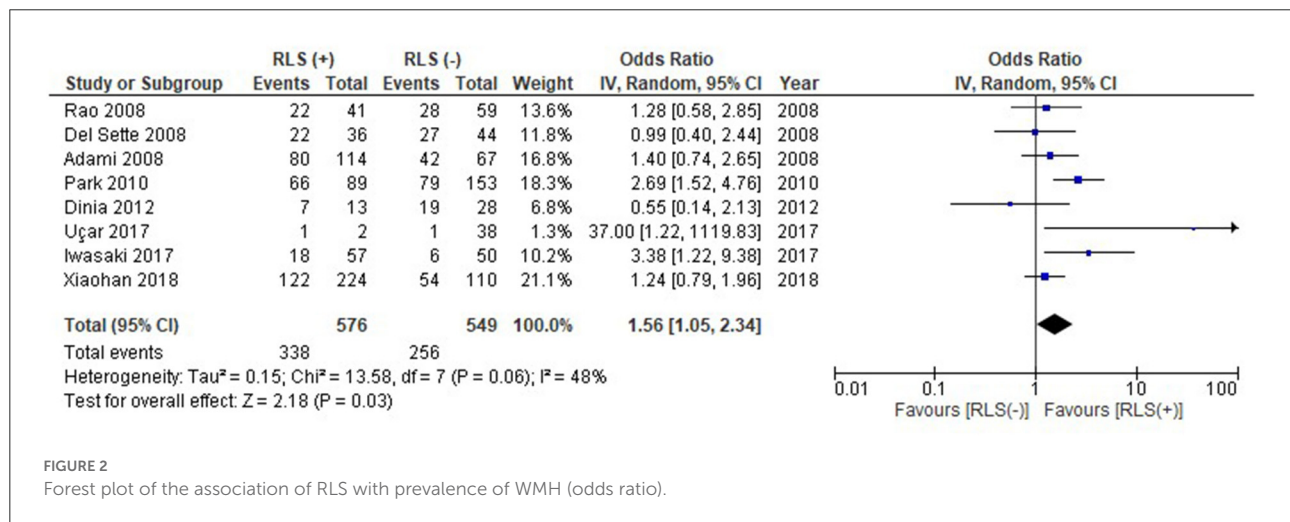 RLS (+) RLS (-) Odds Ratio Odds Ratio
Study or Subgroup Events Total Events Total Weight IV, Random, 95% CI Year IV, Random, 95% CI
Rao 2008 22 41 28 59 13.6% 1.28 [0.58, 2.85] 2008
Del Sette 2008 22 36 27 44 11.8% 0.99 [0.40, 2.44] 2008
Adami 2008 80 114 42 67 16.8% 1.40 [0.74, 2.65] 2008
Park 2010 66 89 79 153 18.3% 2.69 [1.52, 4.76] 2010
Dinia 2012 7 13 19 28 6.8% 0.55 [0.14, 2.13] 2012
Uçar 2017 1 2 1 38 1.3% 37.00 [1.22, 1119.83] 2017
Iwasaki 2017 18 57 6 50 10.2% 3.38 [1.22, 9.38] 2017
Xiaohan 2018 122 224 54 110 21.1% 1.24 [0.79, 1.96] 2018
Total (95% CI) 576 549 100.0% 1.56 [1.05, 2.34]
Total events 338 256
Heterogeneity: Tau² = 0.15; Chi² = 13.58, df = 7 (P = 0.06); I² = 48%
Test for overall effect: Z = 2.18 (P = 0.03)
0.01 0.1 1 10 100
Favours [RLS(-)] Favours [RLS(+)]
FIGURE 2
Forest plot of the association of RLS with prevalence of WMH (odds ratio).